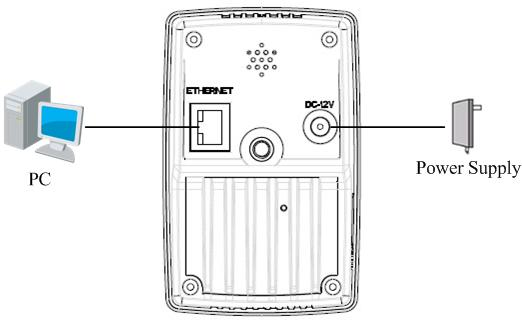 ETHERNET
DC-12V
PC
Power Supply